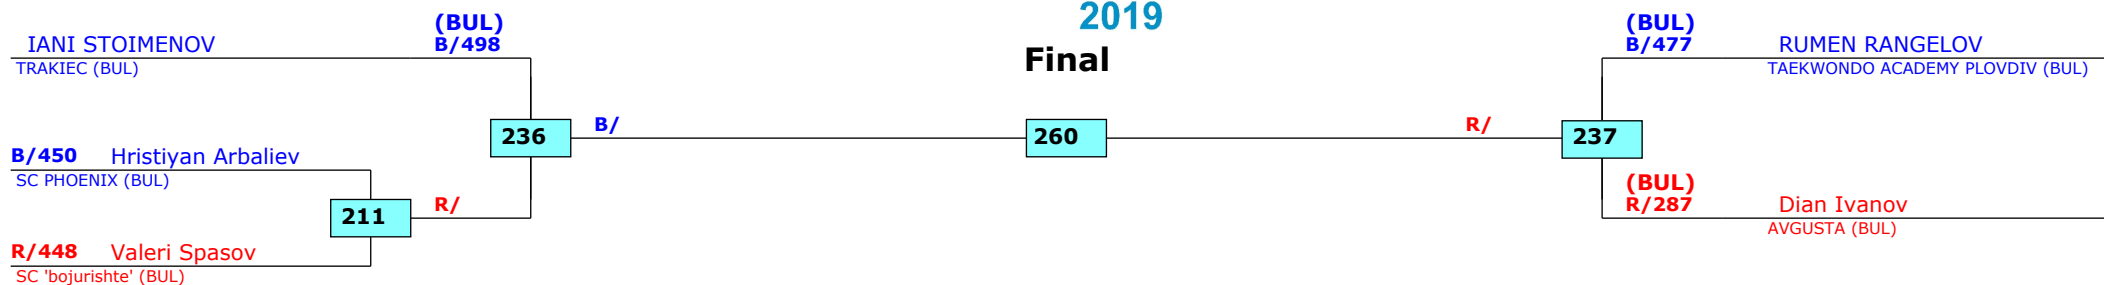 2019
Final
(BUL)
IANI STOIMENOV B/498
TRAKIEC (BUL)
B/450 Hristiyan Arbaliev
SC PHOENIX (BUL)
R/448 Valeri Spasov
SC 'bojurishte' (BUL)
211
R/
236
B/
260
R/
237
(BUL)
B/477 RUMEN RANGELOV
TAEKWONDO ACADEMY PLOVDIV (BUL)
(BUL)
R/287 Dian Ivanov
AVGUSTA (BUL)